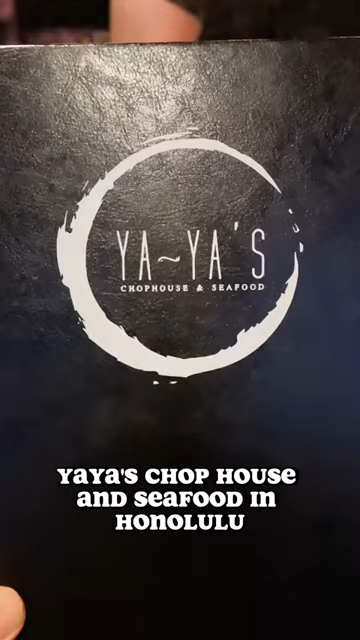 YA~YA'S
CHOPHOUSE & SEAFOOD
YAYA'S CHOP HOUSE
AND SEAFOOD IN
HONOLULU